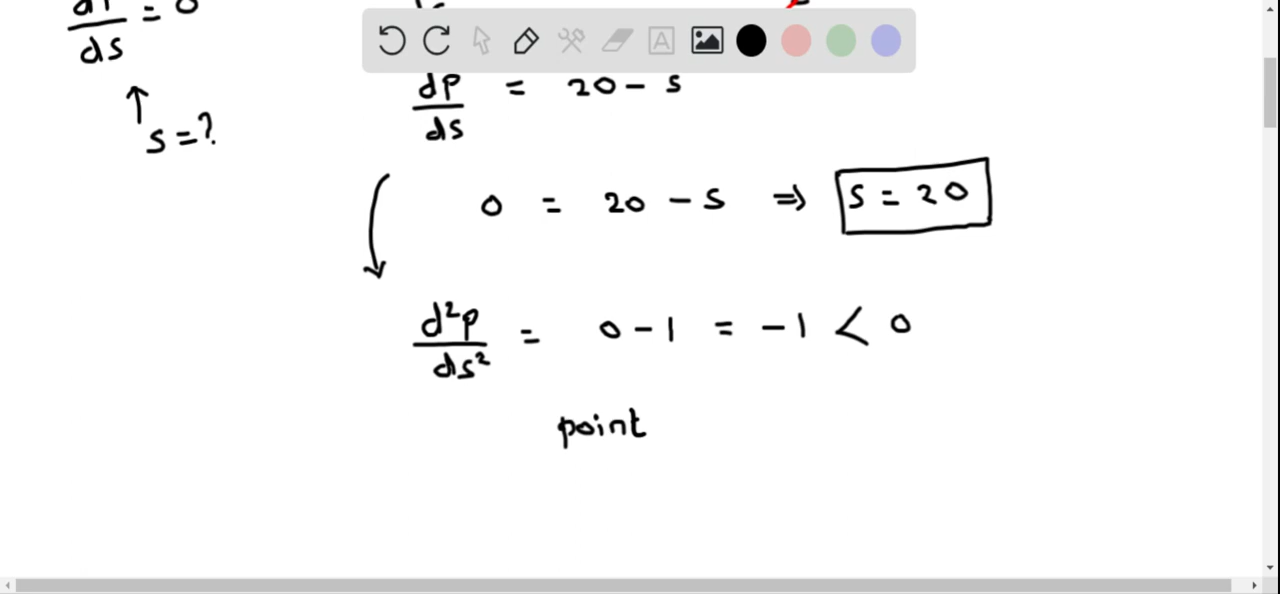 dP/ds = 0
↑
s = ?
dP/ds = 20 - s
0 = 20 - s ⇒ s = 20
d²p/ds² = 0 - 1 = -1 < 0
point